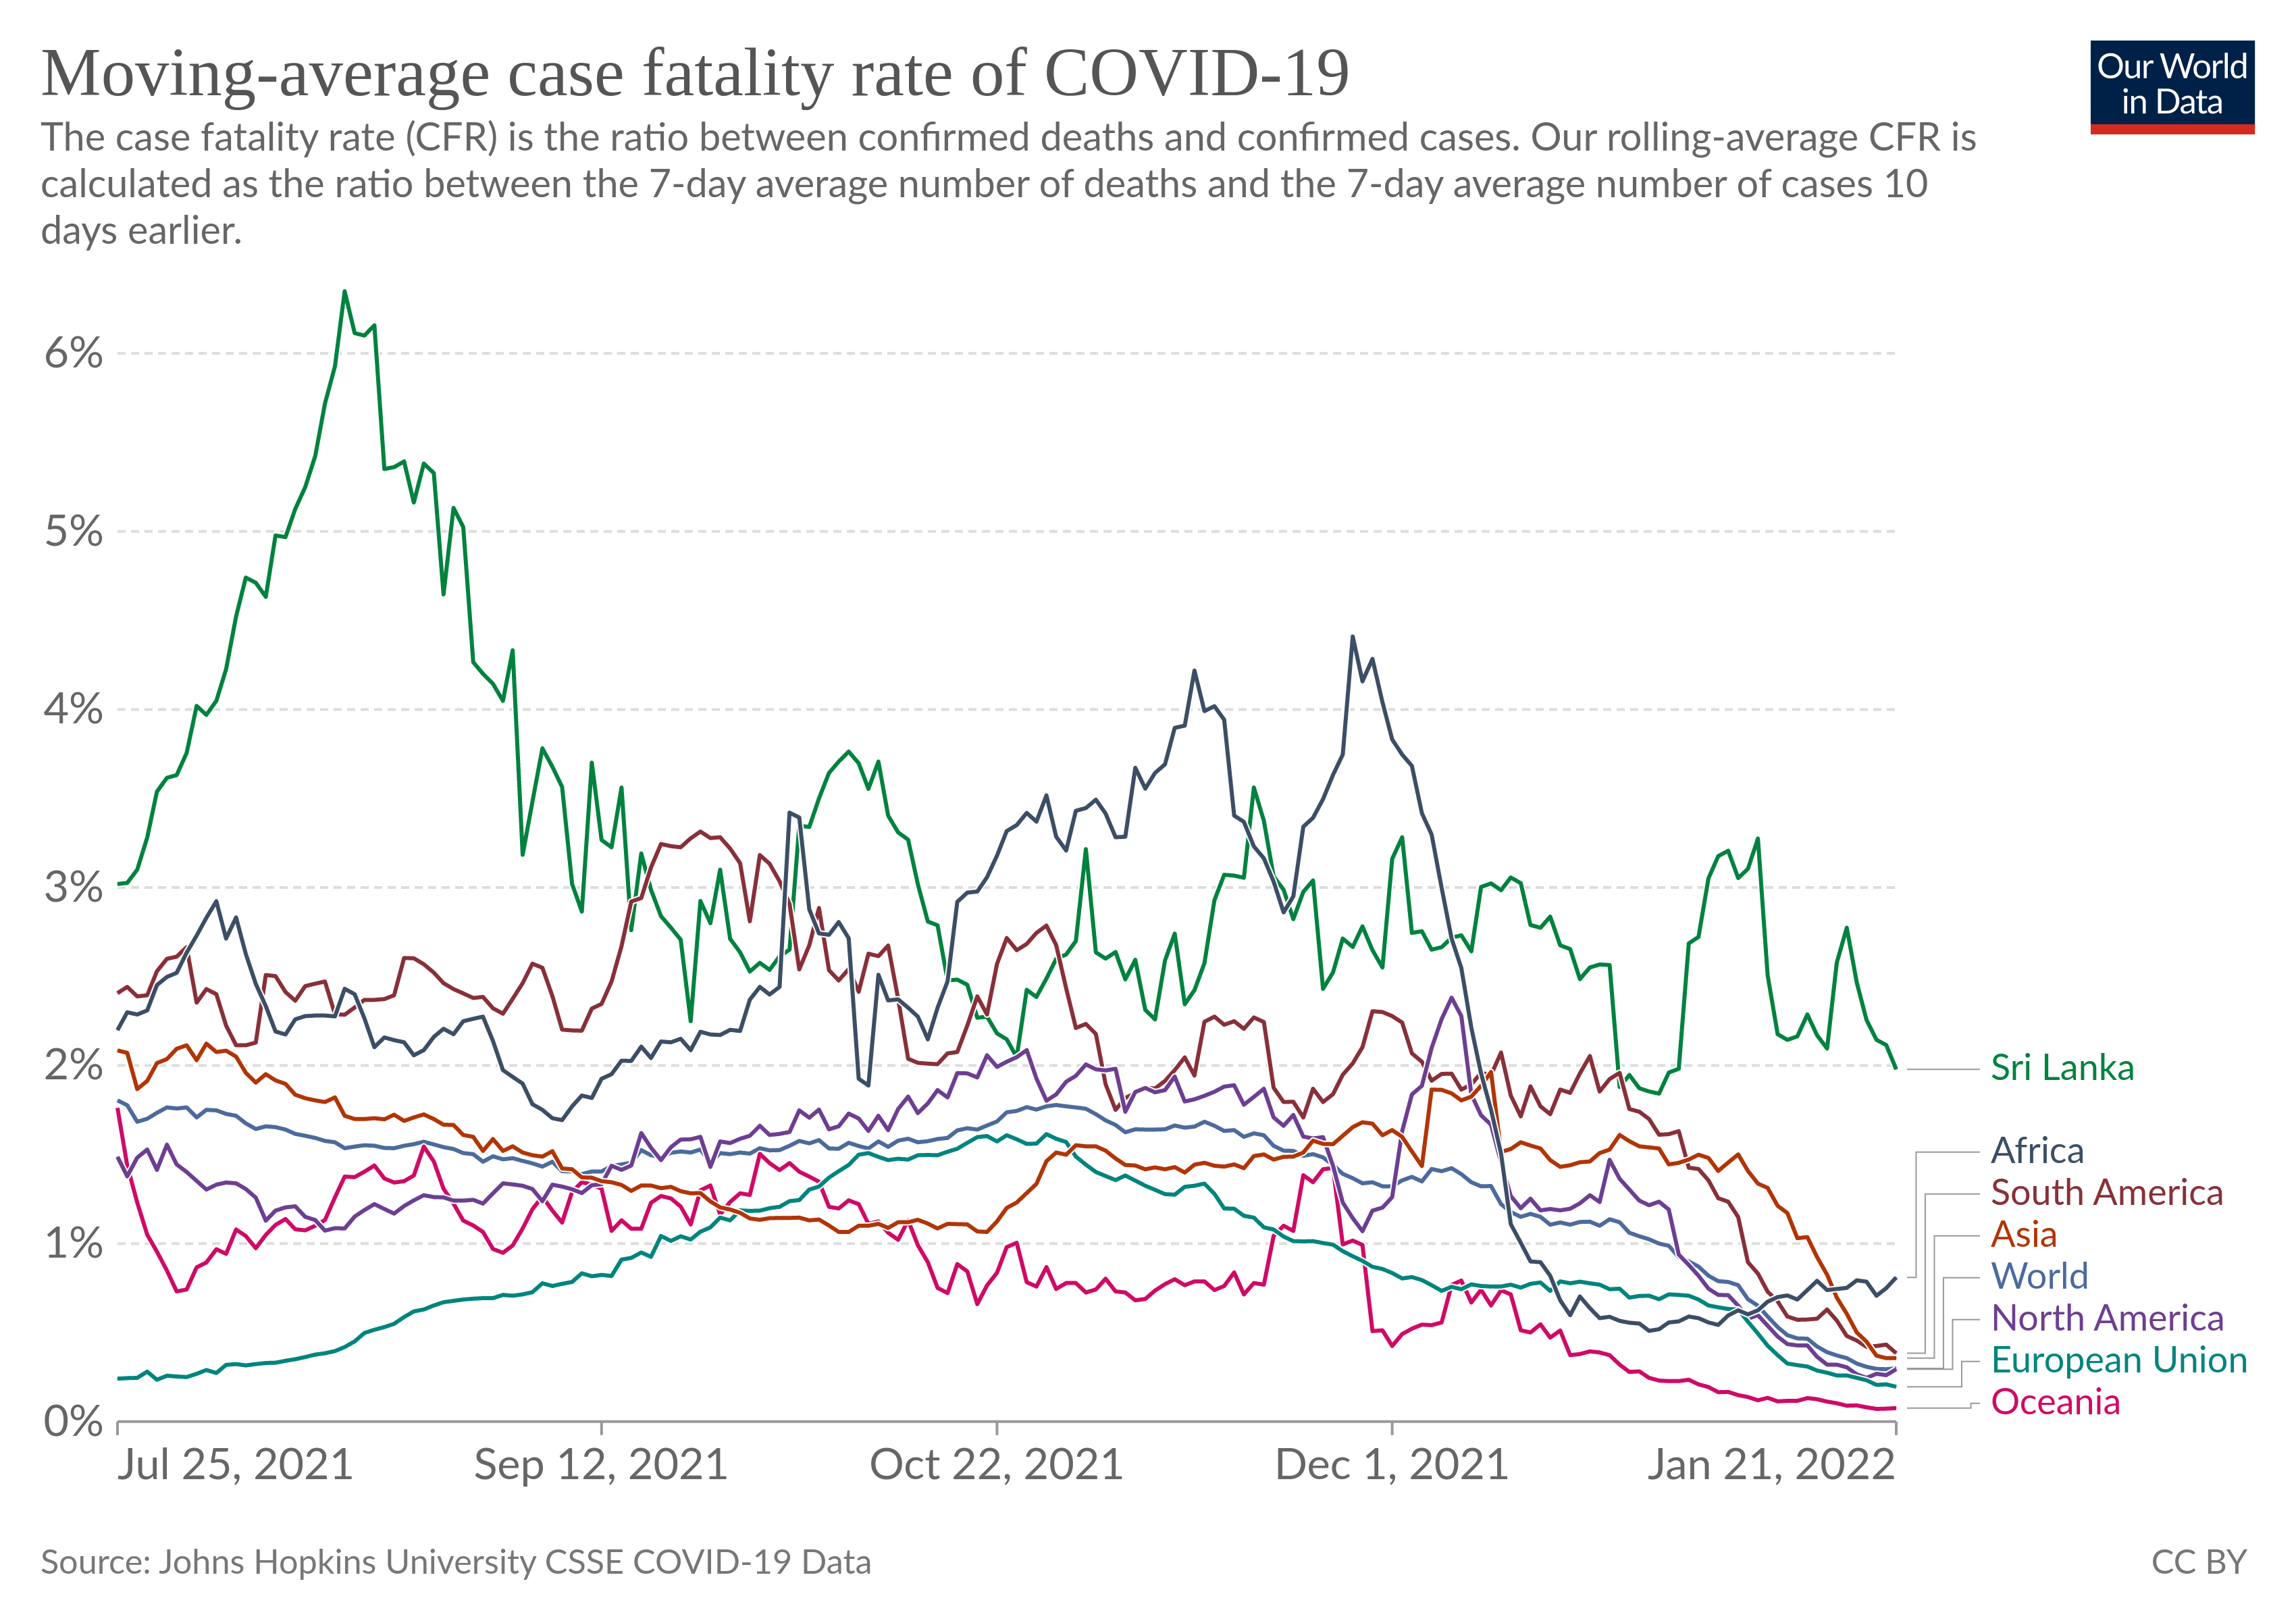 Moving-average case fatality rate of COVID-19
Our World
in Data
The case fatality rate (CFR) is the ratio between confirmed deaths and confirmed cases. Our rolling-average CFR is
calculated as the ratio between the 7-day average number of deaths and the 7-day average number of cases 10
days earlier.
6%
5%
4%
3%
2%
1%
0%
Sri Lanka
Africa
South America
Asia
World
North America
European Union
Oceania
Jul 25, 2021
Sep 12, 2021
Oct 22, 2021
Dec 1, 2021
Jan 21, 2022
Source: Johns Hopkins University CSSE COVID-19 Data
CC BY